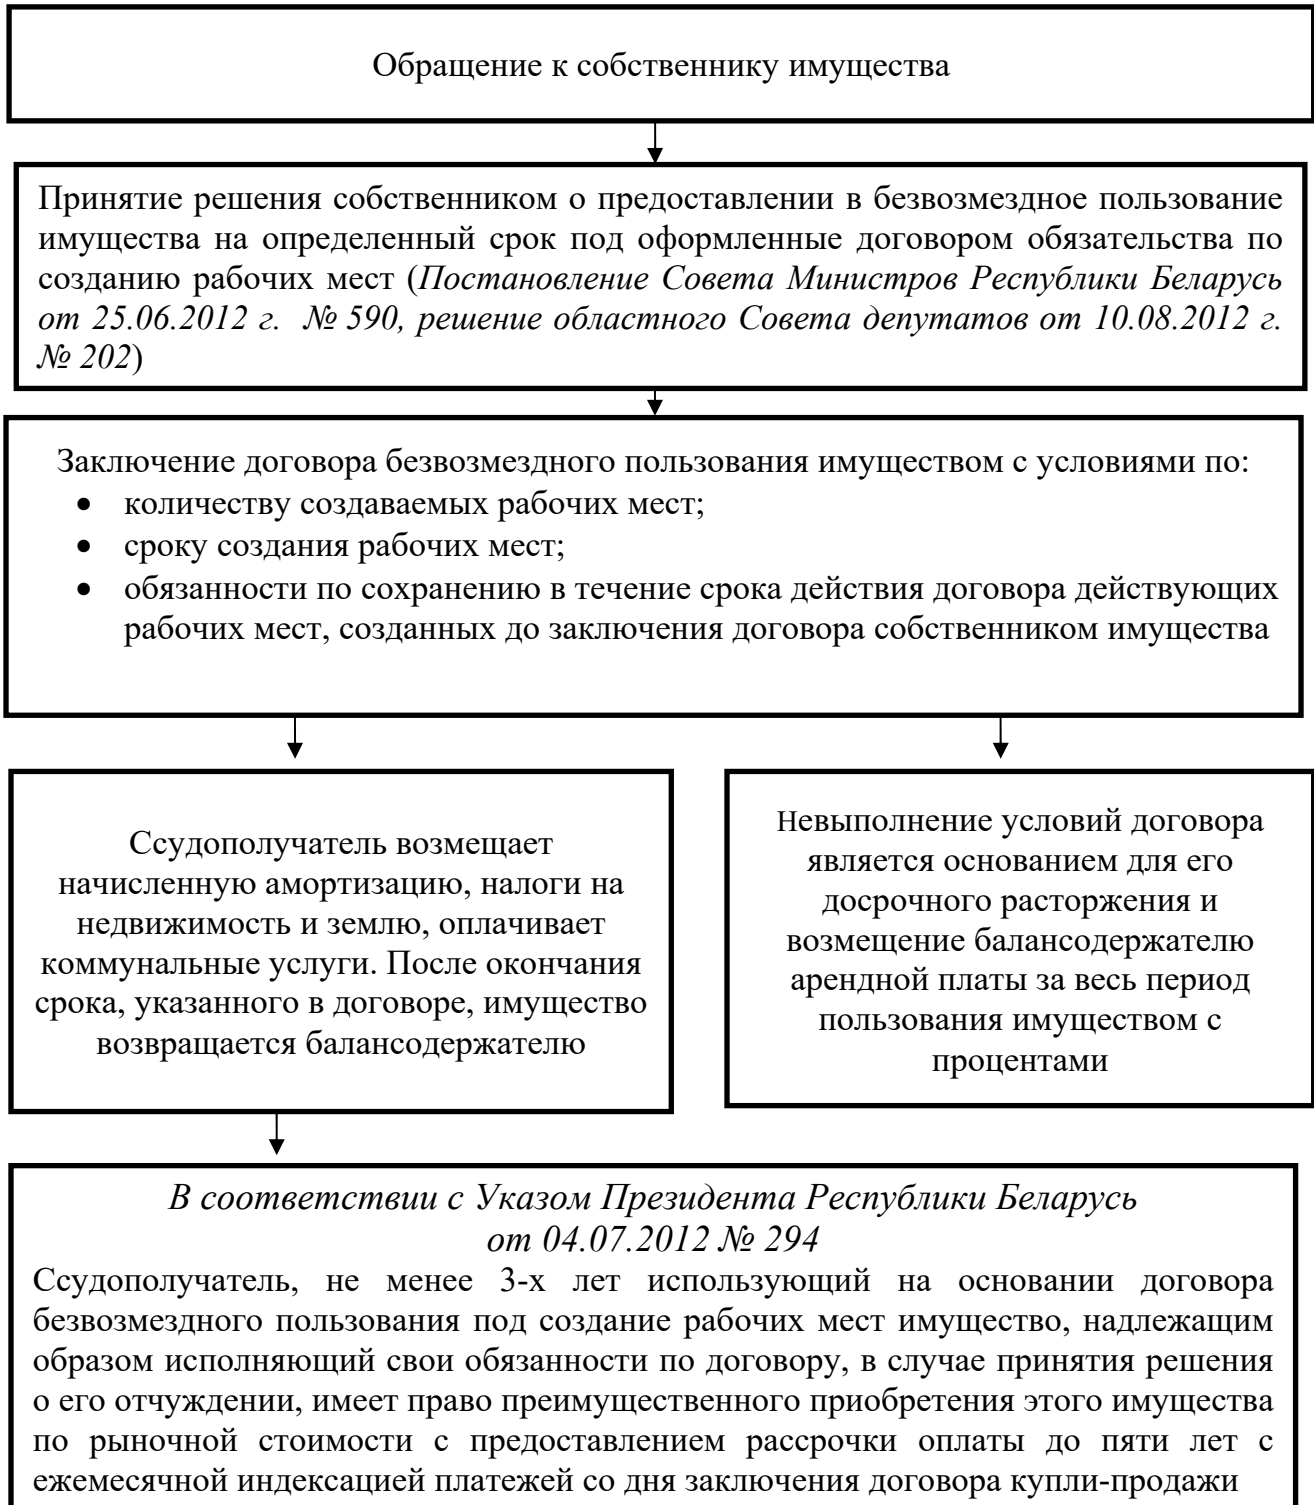 Обращение к собственнику имущества
Принятие решения собственником о предоставлении в безвозмездное пользование
имущества на определенный срок под оформленные договором обязательства по
созданию рабочих мест (Постановление Совета Министров Республики Беларусь
от 25.06.2012 г. № 590, решение областного Совета депутатов от 10.08.2012 г.
№ 202)
Заключение договора безвозмездного пользования имуществом с условиями по:
• количеству создаваемых рабочих мест;
• сроку создания рабочих мест;
• обязанности по сохранению в течение срока действия договора действующих
рабочих мест, созданных до заключения договора собственником имущества
Ссудополучатель возмещает
начисленную амортизацию, налоги на
недвижимость и землю, оплачивает
коммунальные услуги. После окончания
срока, указанного в договоре, имущество
возвращается балансодержателю
Невыполнение условий договора
является основанием для его
досрочного расторжения и
возмещение балансодержателю
арендной платы за весь период
пользования имуществом с
процентами
В соответствии с Указом Президента Республики Беларусь
от 04.07.2012 № 294
Ссудополучатель, не менее 3-х лет использующий на основании договора
безвозмездного пользования под создание рабочих мест имущество, надлежащим
образом исполняющий свои обязанности по договору, в случае принятия решения
о его отчуждении, имеет право преимущественного приобретения этого имущества
по рыночной стоимости с предоставлением рассрочки оплаты до пяти лет с
ежемесячной индексацией платежей со дня заключения договора купли-продажи